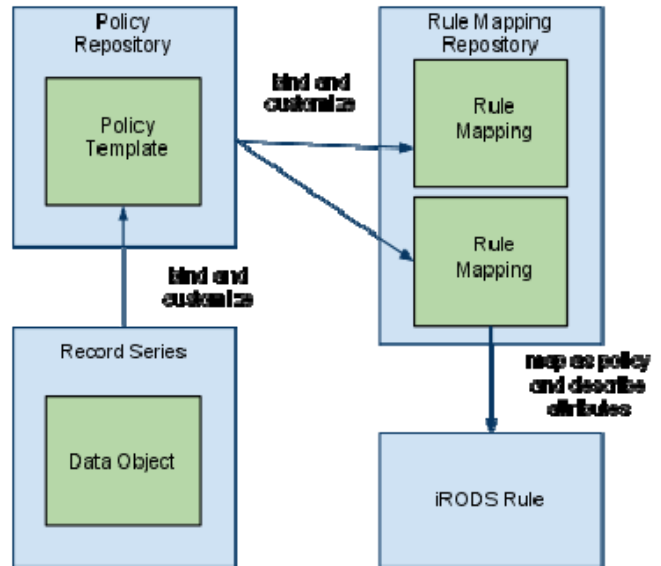 Policy
Repository
Policy
Template
bind and
customize
Rule Mapping
Repository
Rule
Mapping
Rule
Mapping
bind and
customize
Record Series
Data Object
map as policy
and describe
attributes
iRODS Rule